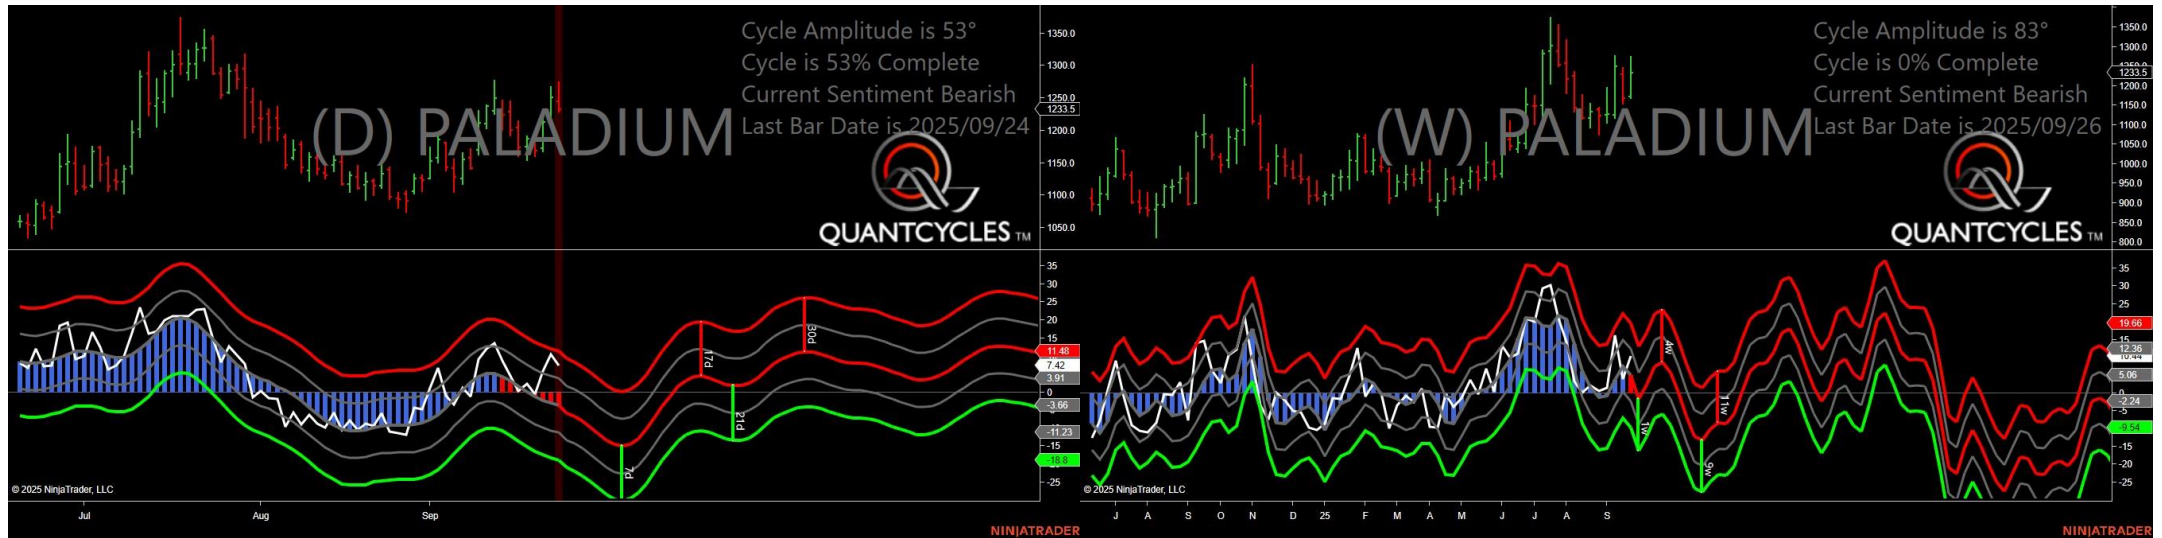 Cycle Amplitude is 53°
Cycle is 53% Complete
Current Sentiment Bearish
Last Bar Date is 2025/09/24
(D) PALADIUM
QUANTCYCLES TM
1350.0
1300.0
1250.0
1233.5
1200.0
1150.0
1100.0
1050.0
35
30
25
20
15
11.48
7.42
3.91
0
-3.66
-11.23
-15
-18.8
-25
17d
30d
21d
7d
© 2025 NinjaTrader, LLC
Jul
Aug
Sep
NINJATRADER
Cycle Amplitude is 83°
Cycle is 0% Complete
Current Sentiment Bearish
Last Bar Date is 2025/09/26
(W) PALADIUM
QUANTCYCLES TM
1350.0
1300.0
1233.5
1200.0
1150.0
1100.0
1050.0
1000.0
950.0
900.0
850.0
800.0
35
30
25
19.66
15
12.36
10.44
5.06
0
-2.24
-5
-9.54
-15
-20
-25
4w
11w
1w
9w
© 2025 NinjaTrader, LLC
J
A
S
O
N
D
25
F
M
A
M
J
J
A
S
NINJATRADER